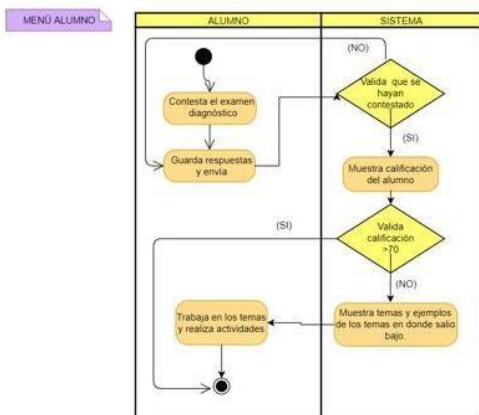 MENÚ ALUMNO
ALUMNO
SISTEMA
(NO)
Contesta el examen
diagnóstico
Valida que se
hayan
contestado
Guarda respuestas
y envía
(SI)
Muestra calificación
del alumno
(SI)
Valida
calificación
>70
(NO)
Trabaja en los temas
y realiza actividades
Muestra temas y ejemplos
de los temas en donde salio
bajo.